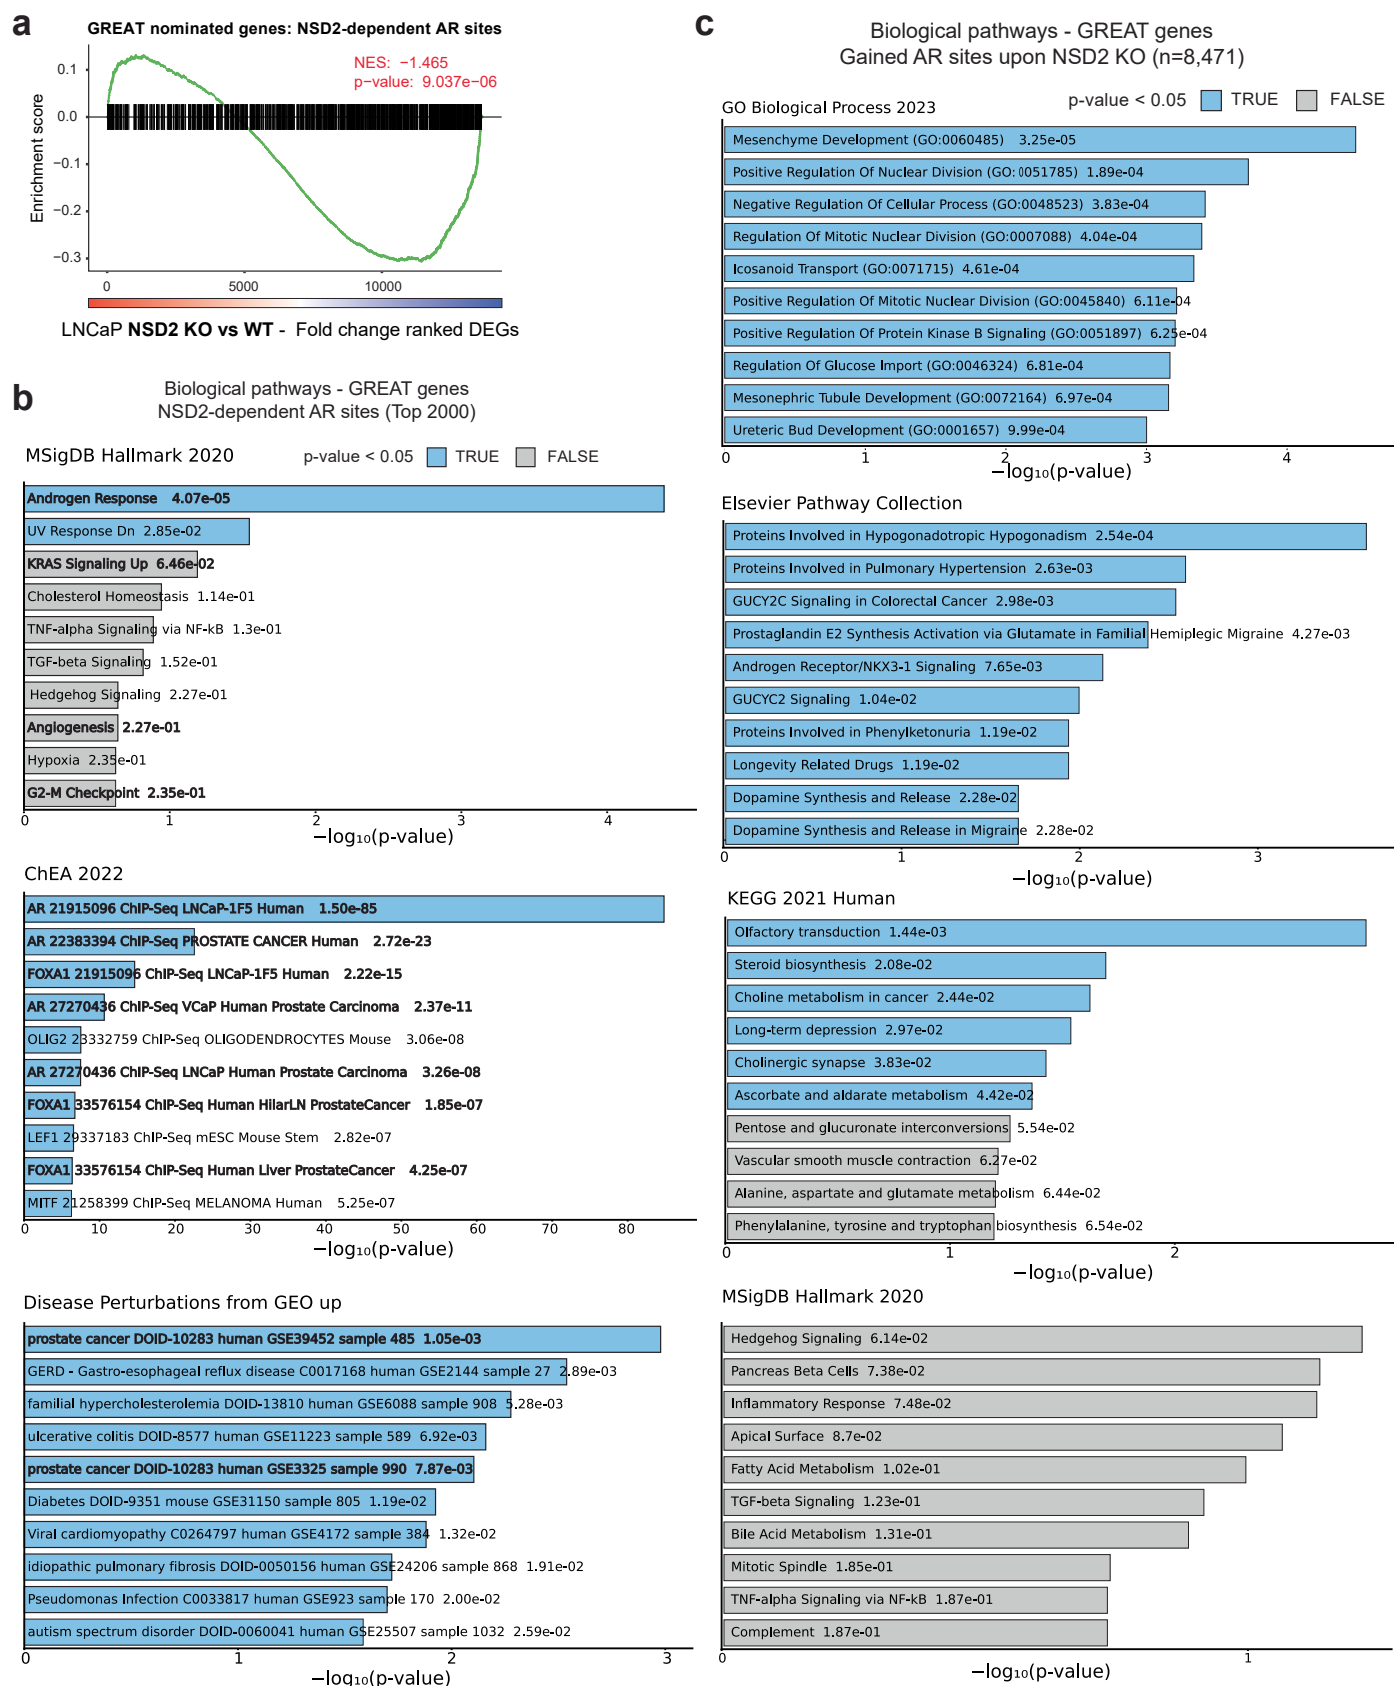 a
GREAT nominated genes: NSD2-dependent AR sites
NES: −1.465
p−value: 9.037e−06
Enrichment score
0.1
0.0
−0.1
−0.2
−0.3
0
5000
10000
LNCaP NSD2 KO vs WT - Fold change ranked DEGs
b
Biological pathways - GREAT genes
NSD2-dependent AR sites (Top 2000)
MSigDB Hallmark 2020
p-value < 0.05 TRUE FALSE
Androgen Response 4.07e-05
UV Response Dn 2.85e-02
KRAS Signaling Up 6.46e-02
Cholesterol Homeostasis 1.14e-01
TNF-alpha Signaling via NF-kB 1.3e-01
TGF-beta Signaling 1.52e-01
Hedgehog Signaling 2.27e-01
Angiogenesis 2.27e-01
Hypoxia 2.35e-01
G2-M Checkpoint 2.35e-01
0 1 2 3 4
−log₁₀(p-value)
ChEA 2022
AR 21915096 ChIP-Seq LNCaP-1F5 Human 1.50e-85
AR 22383394 ChIP-Seq PROSTATE CANCER Human 2.72e-23
FOXA1 21915096 ChIP-Seq LNCaP-1F5 Human 2.22e-15
AR 27270436 ChIP-Seq VCaP Human Prostate Carcinoma 2.37e-11
OLIG2 23332759 ChIP-Seq OLIGODENDROCYTES Mouse 3.06e-08
AR 27270436 ChIP-Seq LNCaP Human Prostate Carcinoma 3.26e-08
FOXA1 33576154 ChIP-Seq Human HilarLN ProstateCancer 1.85e-07
LEF1 29337183 ChIP-Seq mESC Mouse Stem 2.82e-07
FOXA1 33576154 ChIP-Seq Human Liver ProstateCancer 4.25e-07
MITF 21258399 ChIP-Seq MELANOMA Human 5.25e-07
0 10 20 30 40 50 60 70 80
−log₁₀(p-value)
Disease Perturbations from GEO up
prostate cancer DOID-10283 human GSE39452 sample 485 1.05e-03
GERD - Gastro-esophageal reflux disease C0017168 human GSE2144 sample 27 2.89e-03
familial hypercholesterolemia DOID-13810 human GSE6088 sample 908 5.28e-03
ulcerative colitis DOID-8577 human GSE11223 sample 589 6.92e-03
prostate cancer DOID-10283 human GSE3325 sample 990 7.87e-03
Diabetes DOID-9351 mouse GSE31150 sample 805 1.19e-02
Viral cardiomyopathy C0264797 human GSE4172 sample 384 1.32e-02
idiopathic pulmonary fibrosis DOID-0050156 human GSE24206 sample 868 1.91e-02
Pseudomonas Infection C0033817 human GSE923 sample 170 2.00e-02
autism spectrum disorder DOID-0060041 human GSE25507 sample 1032 2.59e-02
0 1 2 3
−log₁₀(p-value)
c
Biological pathways - GREAT genes
Gained AR sites upon NSD2 KO (n=8,471)
GO Biological Process 2023
p-value < 0.05 TRUE FALSE
Mesenchyme Development (GO:0060485) 3.25e-05
Positive Regulation Of Nuclear Division (GO:0051785) 1.89e-04
Negative Regulation Of Cellular Process (GO:0048523) 3.83e-04
Regulation Of Mitotic Nuclear Division (GO:0007088) 4.04e-04
Icosanoid Transport (GO:0071715) 4.61e-04
Positive Regulation Of Mitotic Nuclear Division (GO:0045840) 6.11e-04
Positive Regulation Of Protein Kinase B Signaling (GO:0051897) 6.25e-04
Regulation Of Glucose Import (GO:0046324) 6.81e-04
Mesonephric Tubule Development (GO:0072164) 6.97e-04
Ureteric Bud Development (GO:0001657) 9.99e-04
0 1 2 3 4
−log₁₀(p-value)
Elsevier Pathway Collection
Proteins Involved in Hypogonadotropic Hypogonadism 2.54e-04
Proteins Involved in Pulmonary Hypertension 2.63e-03
GUCY2C Signaling in Colorectal Cancer 2.98e-03
Prostaglandin E2 Synthesis Activation via Glutamate in Familial Hemiplegic Migraine 4.27e-03
Androgen Receptor/NKX3-1 Signaling 7.65e-03
GUCYC2 Signaling 1.04e-02
Proteins Involved in Phenylketonuria 1.19e-02
Longevity Related Drugs 1.19e-02
Dopamine Synthesis and Release 2.28e-02
Dopamine Synthesis and Release in Migraine 2.28e-02
0 1 2 3
−log₁₀(p-value)
KEGG 2021 Human
Olfactory transduction 1.44e-03
Steroid biosynthesis 2.08e-02
Choline metabolism in cancer 2.44e-02
Long-term depression 2.97e-02
Cholinergic synapse 3.83e-02
Ascorbate and aldarate metabolism 4.42e-02
Pentose and glucuronate interconversions 5.54e-02
Vascular smooth muscle contraction 6.27e-02
Alanine, aspartate and glutamate metabolism 6.44e-02
Phenylalanine, tyrosine and tryptophan biosynthesis 6.54e-02
0 1 2
−log₁₀(p-value)
MSigDB Hallmark 2020
Hedgehog Signaling 6.14e-02
Pancreas Beta Cells 7.38e-02
Inflammatory Response 7.48e-02
Apical Surface 8.7e-02
Fatty Acid Metabolism 1.02e-01
TGF-beta Signaling 1.23e-01
Bile Acid Metabolism 1.31e-01
Mitotic Spindle 1.85e-01
TNF-alpha Signaling via NF-kB 1.87e-01
Complement 1.87e-01
0 1
−log₁₀(p-value)